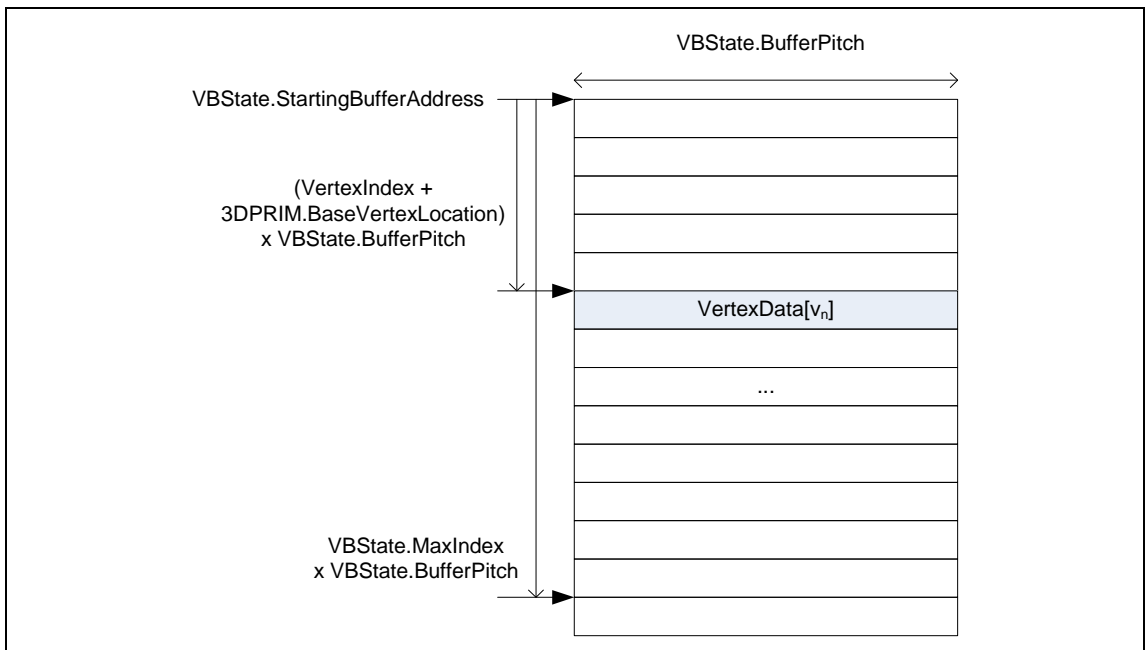 VBState.BufferPitch
VBState.StartingBufferAddress
(VertexIndex +
3DPRIM.BaseVertexLocation)
x VBState.BufferPitch
VertexData[vₙ]
...
VBState.MaxIndex
x VBState.BufferPitch